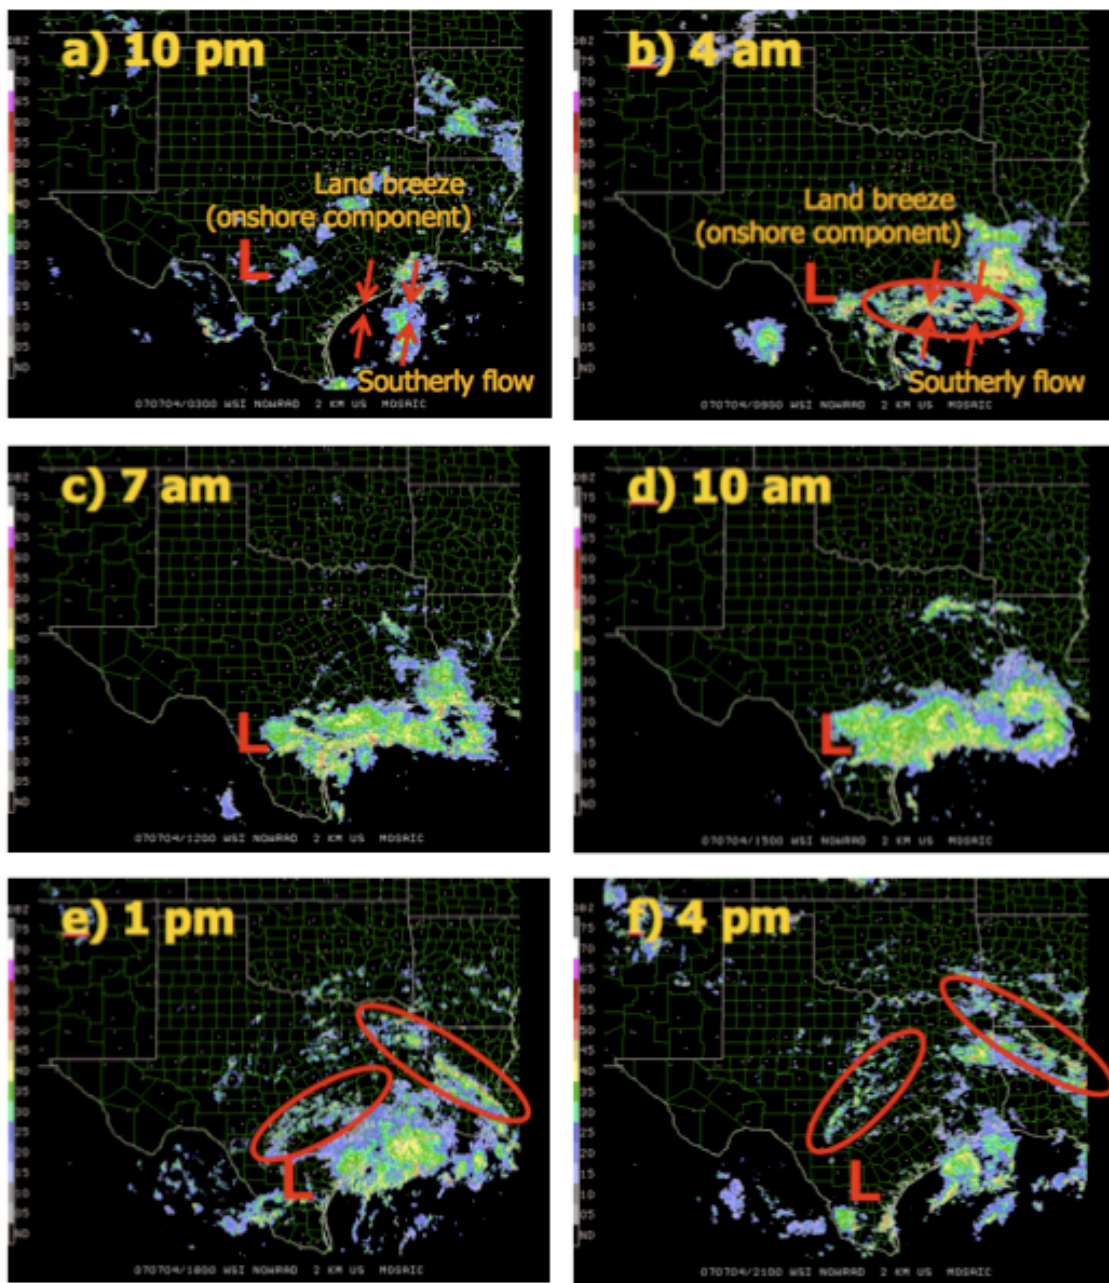 a) 10 pm
Land breeze
(onshore component)
L
Southerly flow
070704/0300 WSI NOWRAD 2 KM US MOSAIC
b) 4 am
Land breeze
(onshore component)
L
Southerly flow
070704/0900 WSI NOWRAD 2 KM US MOSAIC
c) 7 am
L
070704/1200 WSI NOWRAD 2 KM US MOSAIC
d) 10 am
L
070704/1500 WSI NOWRAD 2 KM US MOSAIC
e) 1 pm
L
070704/1800 WSI NOWRAD 2 KM US MOSAIC
f) 4 pm
L
070704/2100 WSI NOWRAD 2 KM US MOSAIC